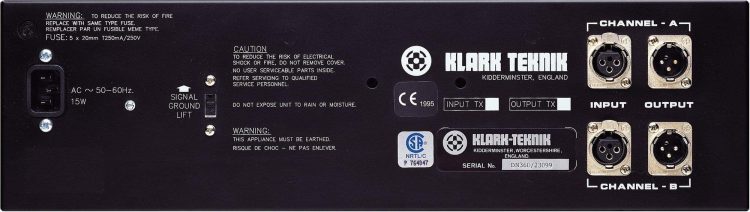 WARNING: TO REDUCE THE RISK OF FIRE
REPLACE WITH SAME TYPE FUSE.
REMPLACER PAR UN FUSIBLE MEME TYPE.
FUSE: 5 x 20mm T250mA/250V
AC ~ 50-60Hz.
15W
SIGNAL
GROUND
LIFT
CAUTION
TO REDUCE THE RISK OF ELECTRICAL
SHOCK OR FIRE, DO NOT REMOVE COVER.
NO USER SERVICEABLE PARTS INSIDE.
REFER SERVICING TO QUALIFIED
SERVICE PERSONNEL.
DO NOT EXPOSE UNIT TO RAIN OR MOISTURE.
WARNING:
THIS APPLIANCE MUST BE EARTHED.
RISQUE DE CHOC - NE PAS ENLEVER.
KLARK TEKNIK
KIDDERMINSTER, ENGLAND
CE
1995
INPUT TX
OUTPUT TX
SA
NRTL/C
KLARK-TEKNIK
KIDDERMINSTER, WORCESTERSHIRE,
ENGLAND
SERIAL No.
CHANNEL - A
INPUT
OUTPUT
CHANNEL - B